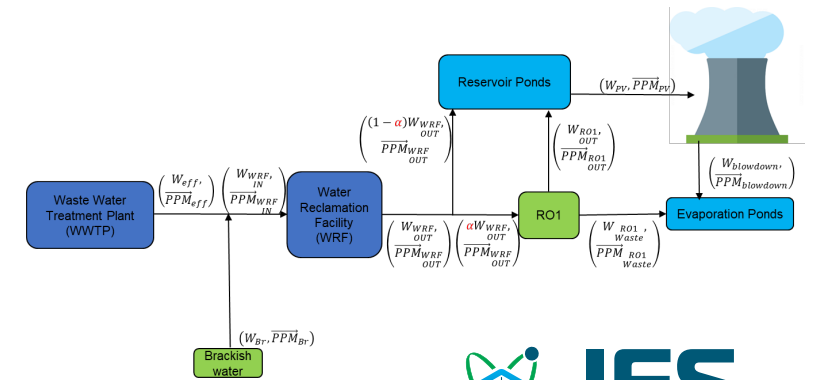 Reservoir Ponds
(W_PV, PPM_PV)
((1 − α)W_WRF,OUT
PPM_WRF OUT)
(W_RO1,OUT
PPM_RO1 OUT)
(W_blowdown,
PPM_blowdown)
Waste Water
Treatment Plant
(WWTP)
(W_eff,
PPM_eff)
(W_WRF,IN
PPM_WRF IN)
Water
Reclamation
Facility
(WRF)
(W_WRF,OUT
PPM_WRF OUT)
(αW_WRF,OUT
PPM_WRF OUT)
RO1
(W_RO1 Waste,
PPM_RO1 Waste)
Evaporation Ponds
(W_Br, PPM_Br)
Brackish
water
IES